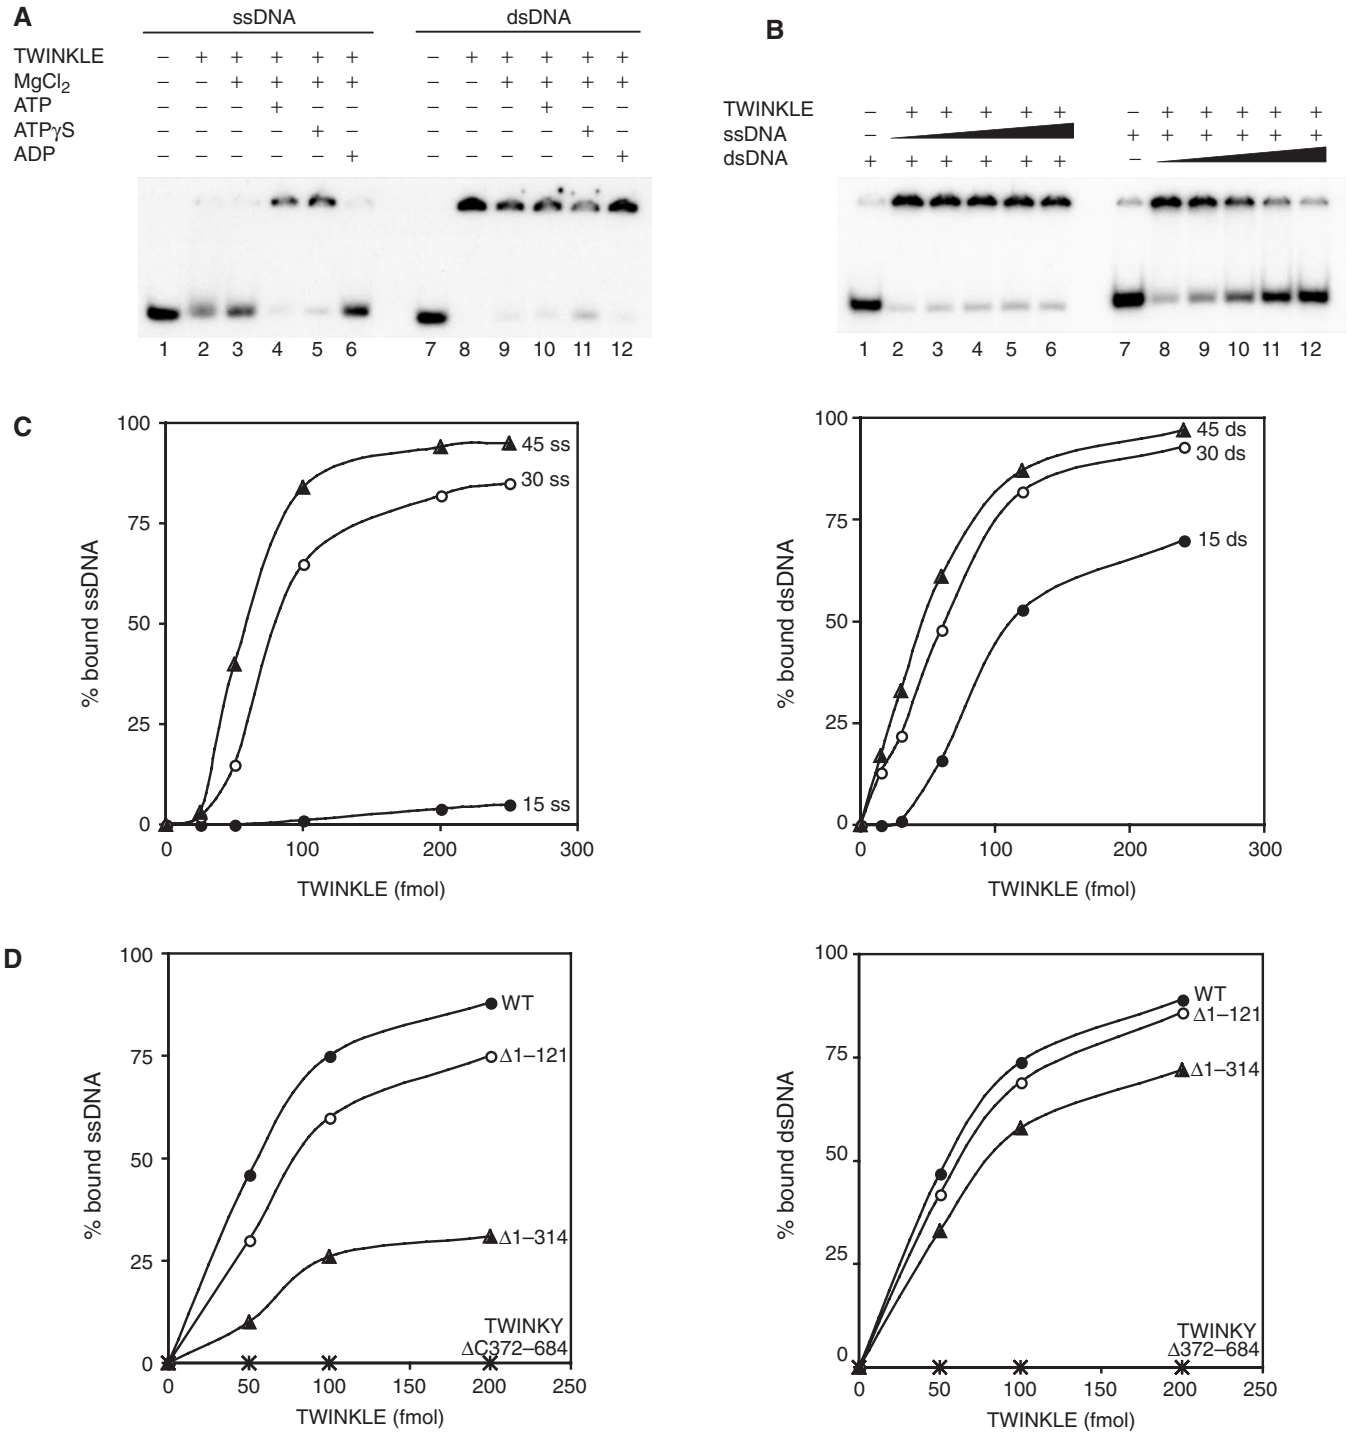 A
ssDNA dsDNA
TWINKLE – + + + + + – + + + + +
MgCl2 – – + + + + – – + + + +
ATP – – – + – – – – – + – –
ATPγS – – – – + – – – – – + –
ADP – – – – – + – – – – – +
1 2 3 4 5 6 7 8 9 10 11 12
B
TWINKLE – + + + + + – + + + + +
ssDNA – + + + + + +
dsDNA + + + + + + –
1 2 3 4 5 6 7 8 9 10 11 12
C
100
75
50
25
0
% bound ssDNA
45 ss
30 ss
15 ss
0 100 200 300
TWINKLE (fmol)
100
75
50
25
0
% bound dsDNA
45 ds
30 ds
15 ds
0 100 200 300
TWINKLE (fmol)
D
100
75
50
25
0
% bound ssDNA
WT
Δ1–121
Δ1–314
TWINKY
ΔC372–684
0 50 100 150 200 250
TWINKLE (fmol)
100
75
50
25
0
% bound dsDNA
WT
Δ1–121
Δ1–314
TWINKY
Δ372–684
0 50 100 150 200 250
TWINKLE (fmol)